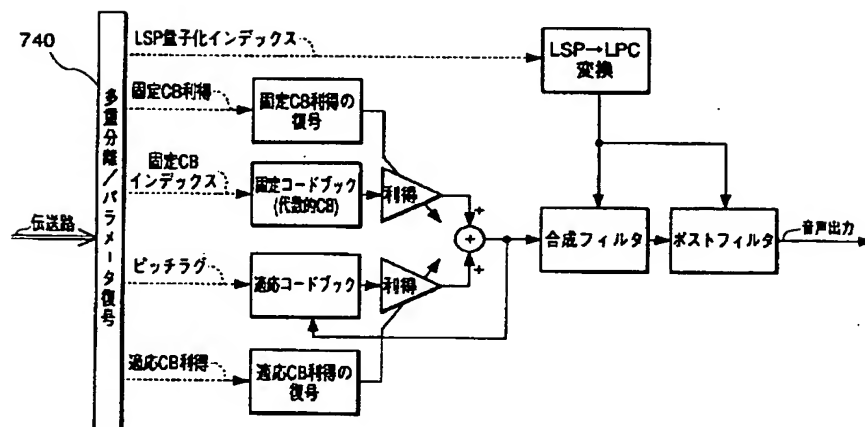 740
多重分離/パラメータ復号
伝送路
LSP量子化インデックス
LSP→LPC
変換
固定CB利得
固定CB利得の
復号
固定CB
インデックス
固定コードブック
(代数的CB)
利得
+
+
+
合成フィルタ
ポストフィルタ
音声出力
ピッチラグ
適応コードブック
利得
適応CB利得
適応CB利得の
復号